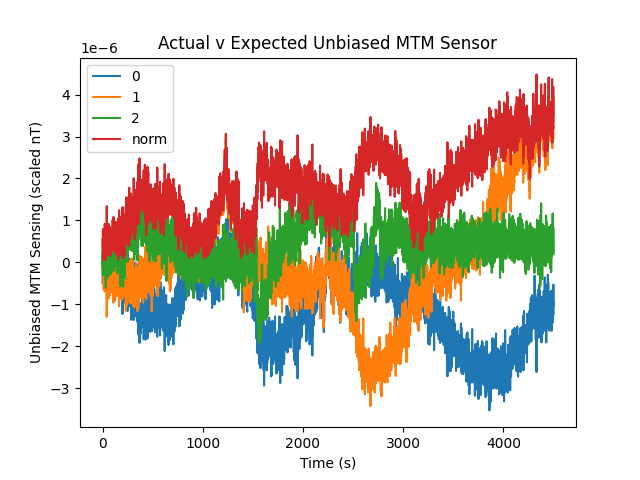 Actual v Expected Unbiased MTM Sensor
1e−6
0
1
2
norm
4
3
2
1
0
−1
−2
−3
Unbiased MTM Sensing (scaled nT)
0 1000 2000 3000 4000
Time (s)